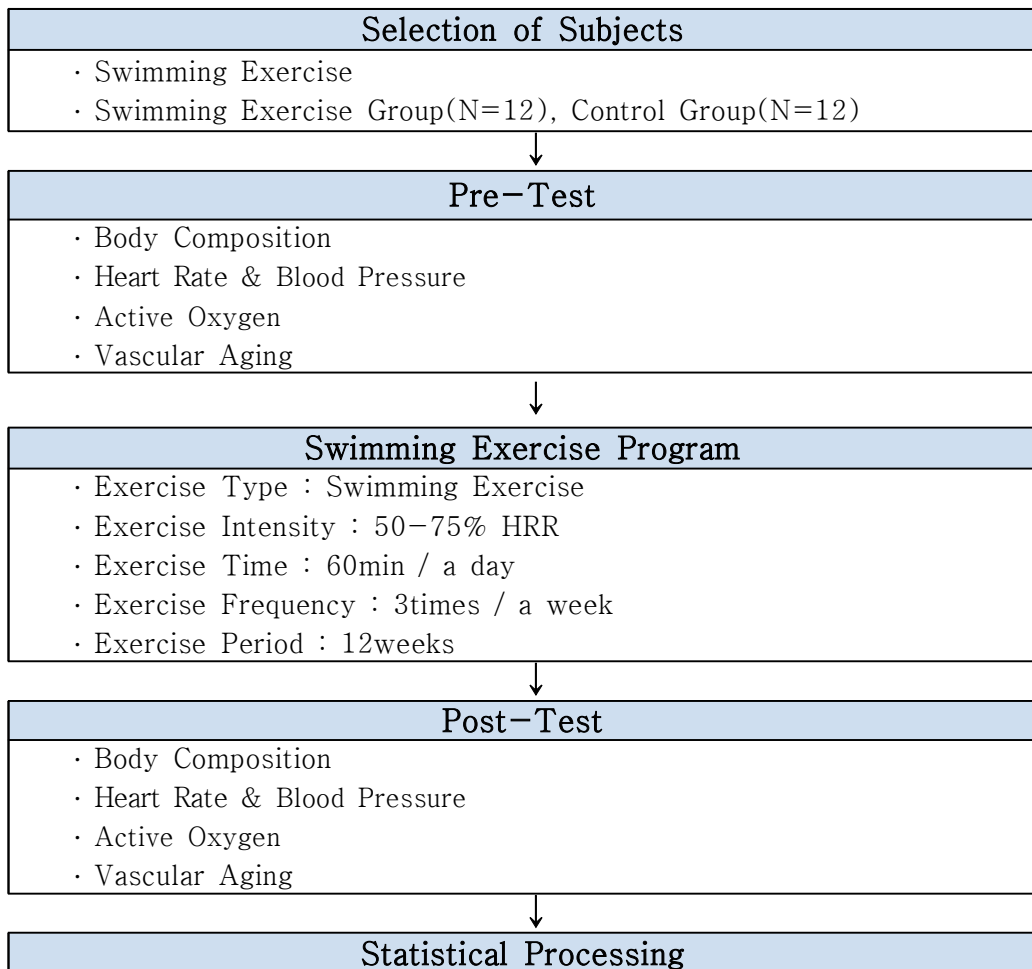 Selection of Subjects
· Swimming Exercise
· Swimming Exercise Group(N=12), Control Group(N=12)
Pre-Test
· Body Composition
· Heart Rate & Blood Pressure
· Active Oxygen
· Vascular Aging
Swimming Exercise Program
· Exercise Type : Swimming Exercise
· Exercise Intensity : 50-75% HRR
· Exercise Time : 60min / a day
· Exercise Frequency : 3times / a week
· Exercise Period : 12weeks
Post-Test
· Body Composition
· Heart Rate & Blood Pressure
· Active Oxygen
· Vascular Aging
Statistical Processing